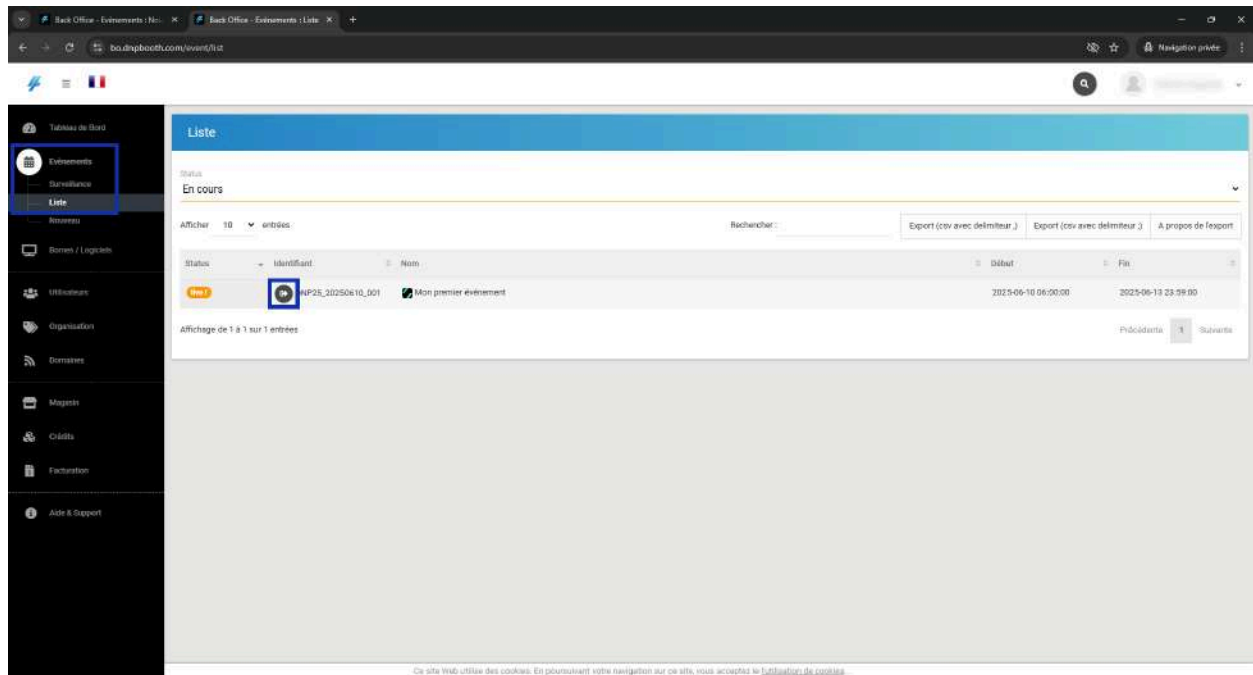 Back Office - Evénements : No
Back Office - Evénements : Liste
bo.dnpbooth.com/event/list
Navigation privée
Tableau de Bord
Evénements
Surveillance
Liste
Nouveau
Bornes / Logiciels
Utilisateurs
Organisation
Domaines
Magasin
Crédits
Facturation
Aide & Support
Liste
Status
En cours
Afficher 10 entrées
Rechercher :
Export (csv avec delimiteur ,) Export (csv avec delimiteur ;) A propos de l'export
Status Identifiant Nom Début Fin
live ! NP25_20250610_001 Mon premier événement 2025-06-10 06:00:00 2025-06-13 23:59:00
Affichage de 1 à 1 sur 1 entrées
Précédente 1 Suivante
Ce site Web utilise des cookies. En poursuivant votre navigation sur ce site, vous acceptez le l'utilisation de cookies